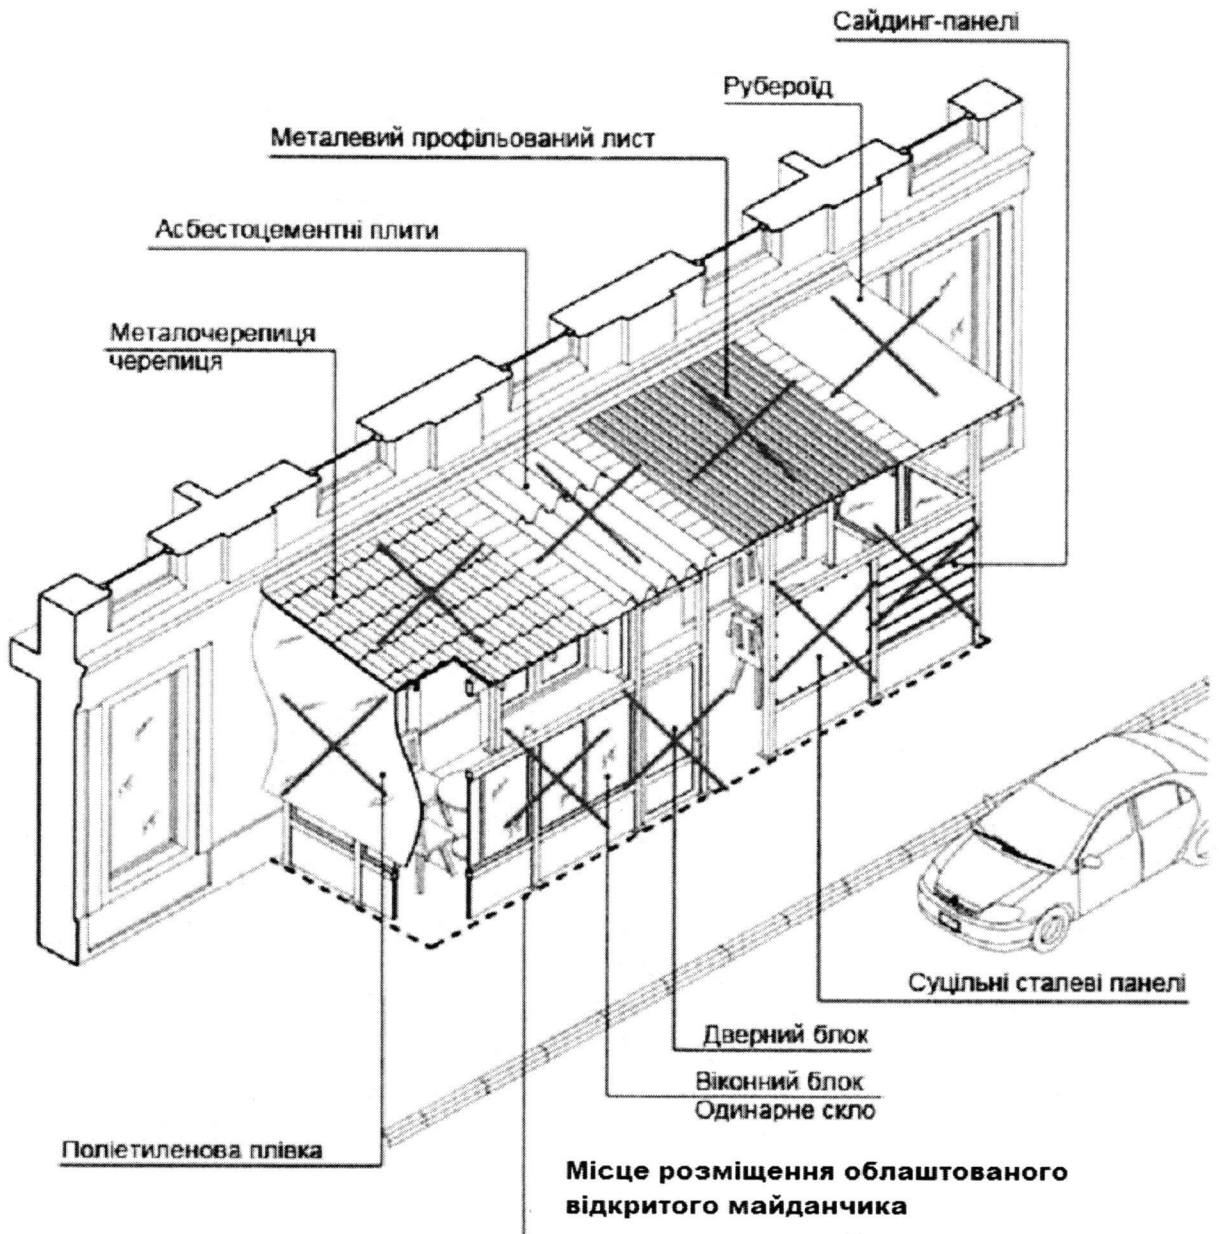 Сайдинг-панелі
Рубероїд
Металевий профільований лист
Асбестоцементні плити
Металочерепиця
черепиця
Суцільні сталеві панелі
Дверний блок
Віконний блок
Одинарне скло
Поліетиленова плівка
Місце розміщення облаштованого
відкритого майданчика